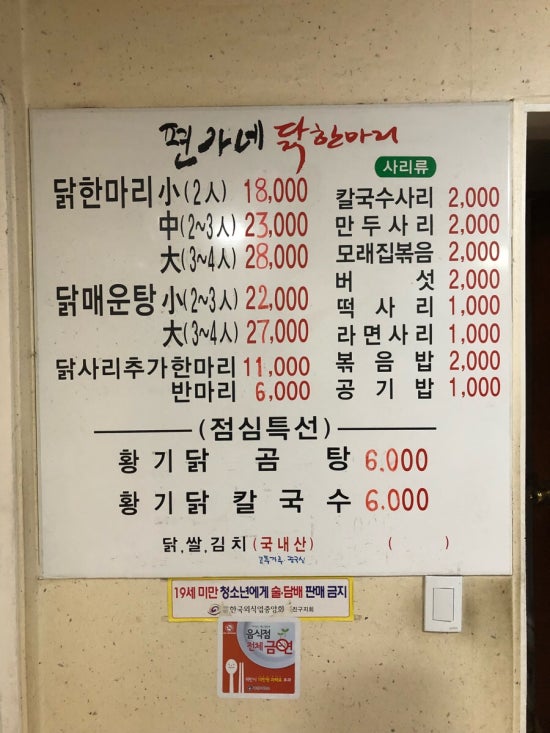 편가네 닭한마리
닭한마리 小(2人) 18,000
中(2~3人) 23,000
大(3~4人) 28,000
닭매운탕 小(2~3人) 22,000
大(3~4人) 27,000
닭사리추가한마리 11,000
반마리 6,000
사리류
칼국수사리 2,000
만두사리 2,000
모래집볶음 2,000
버섯 2,000
떡사리 1,000
라면사리 1,000
볶음밥 2,000
공기밥 1,000
(점심특선)
황기닭 곰탕 6.000
황기닭 칼국수 6.000
닭,쌀,김치(국내산) ( )
고춧가루 중국산
19세 미만 청소년에게 술·담배 판매 금지
한국외식업중앙회
음식점
전체 금연